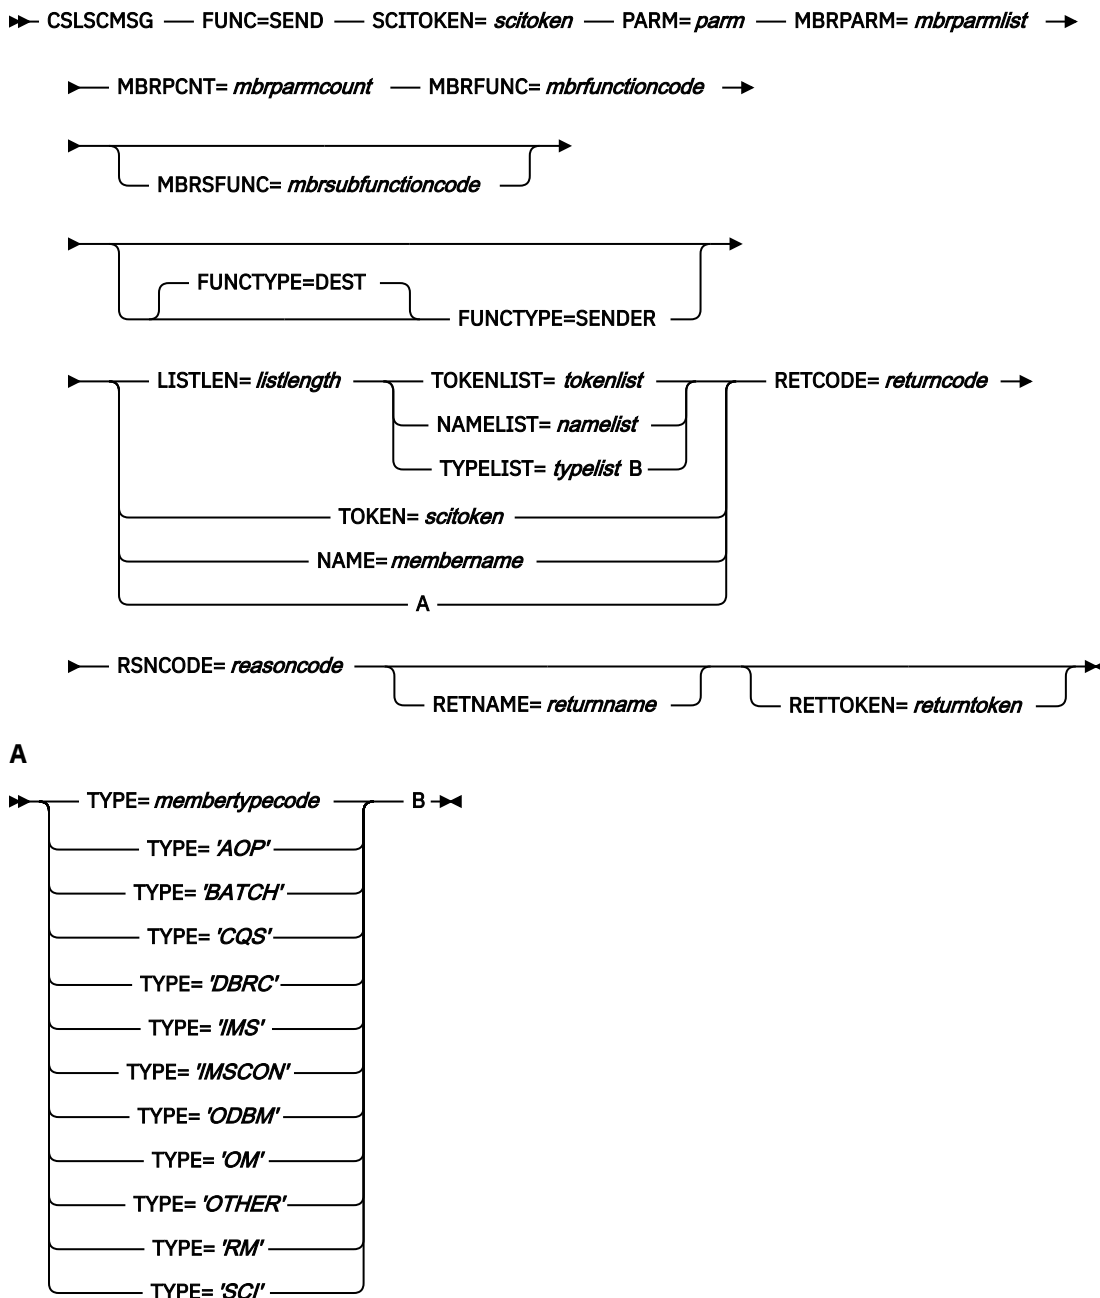 CSLSCMSG FUNC=SEND SCITOKEN= scitoken PARM= parm MBRPARM= mbrparmlist
MBRPCNT= mbrparmcount MBRFUNC= mbrfunctioncode
MBRSFUNC= mbrsubfunctioncode
FUNCTYPE=DEST
FUNCTYPE=SENDER
LISTLEN= listlength TOKENLIST= tokenlist RETCODE= returncode
NAMELIST= namelist
TYPELIST= typelist B
TOKEN= scitoken
NAME= membername
A
RSNCODE= reasoncode
RETNAME= returnname RETTOKEN= returntoken
A
TYPE= membertypecode B
TYPE= 'AOP'
TYPE= 'BATCH'
TYPE= 'CQS'
TYPE= 'DBRC'
TYPE= 'IMS'
TYPE= 'IMSCON'
TYPE= 'ODBM'
TYPE= 'OM'
TYPE= 'OTHER'
TYPE= 'RM'
TYPE= 'SCI'